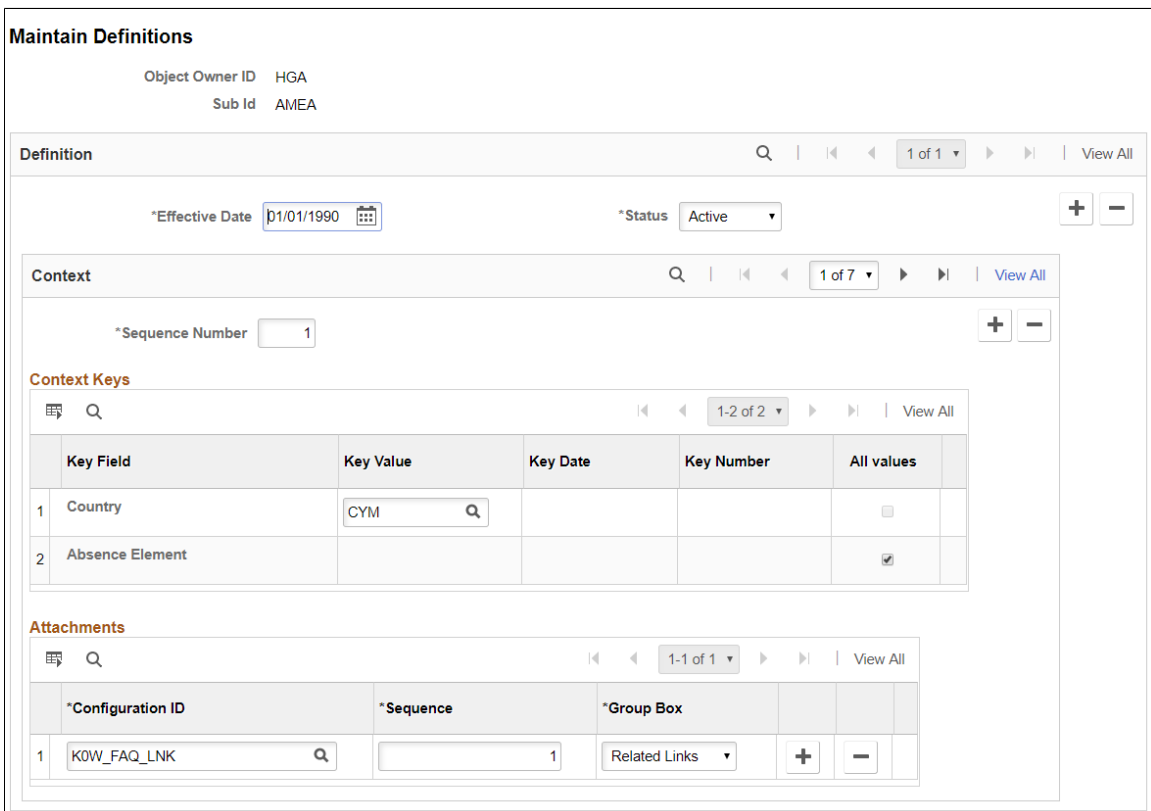 Maintain Definitions
Object Owner ID HGA
Sub Id AMEA
Definition 1 of 1 View All
*Effective Date 01/01/1990 *Status Active
Context 1 of 7 View All
*Sequence Number 1
Context Keys
1-2 of 2 View All
Key Field Key Value Key Date Key Number All values
1 Country CYM
2 Absence Element
Attachments
1-1 of 1 View All
*Configuration ID *Sequence *Group Box
1 K0W_FAQ_LNK 1 Related Links